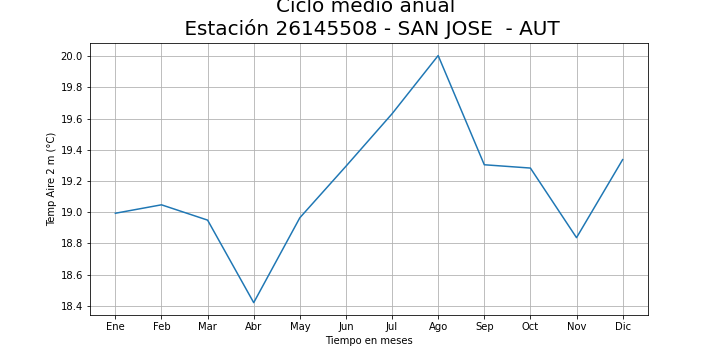 Ciclo medio anual
Estación 26145508 - SAN JOSE  - AUT
20.0
19.8
19.6
19.4
19.2
19.0
18.8
18.6
18.4
Temp Aire 2 m (°C)
Ene Feb Mar Abr May Jun Jul Ago Sep Oct Nov Dic
Tiempo en meses